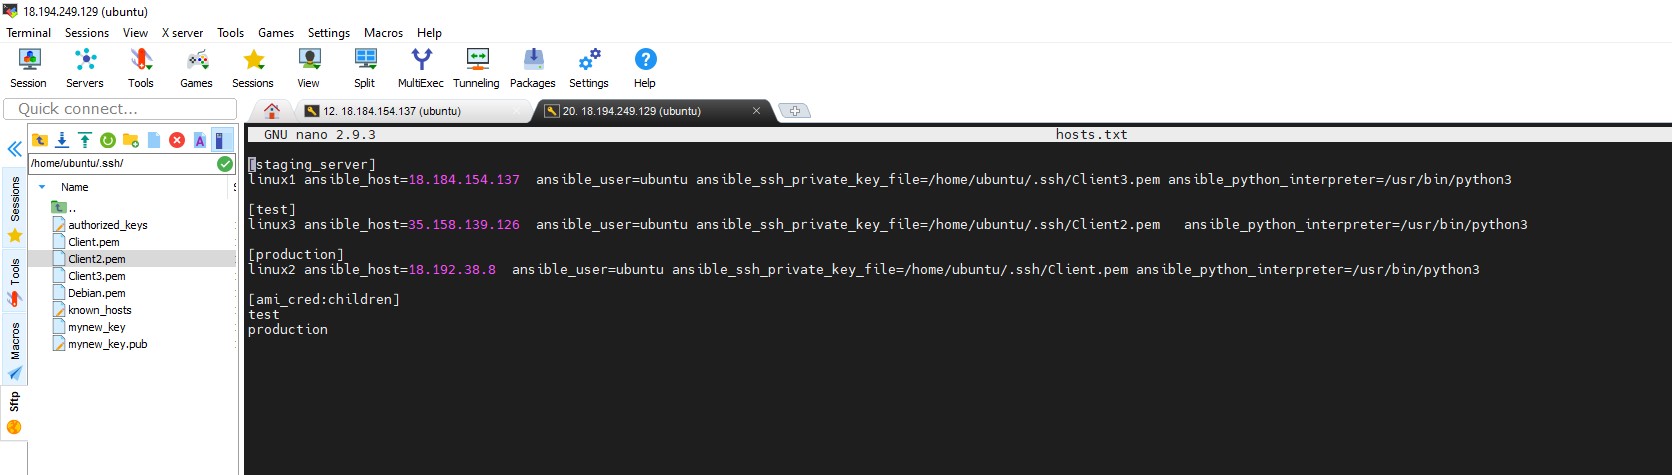 18.194.249.129 (ubuntu)
Terminal Sessions View X server Tools Games Settings Macros Help
Session Servers Tools Games Sessions View Split MultiExec Tunneling Packages Settings Help
Quick connect...
12. 18.184.154.137 (ubuntu)
20. 18.194.249.129 (ubuntu)
/home/ubuntu/.ssh/
Name
..
authorized_keys
Client.pem
Client2.pem
Client3.pem
Debian.pem
known_hosts
mynew_key
mynew_key.pub
Sessions
Tools
Macros
Sftp
GNU nano 2.9.3 hosts.txt
[staging_server]
linux1 ansible_host=18.184.154.137 ansible_user=ubuntu ansible_ssh_private_key_file=/home/ubuntu/.ssh/Client3.pem ansible_python_interpreter=/usr/bin/python3
[test]
linux3 ansible_host=35.158.139.126 ansible_user=ubuntu ansible_ssh_private_key_file=/home/ubuntu/.ssh/Client2.pem ansible_python_interpreter=/usr/bin/python3
[production]
linux2 ansible_host=18.192.38.8 ansible_user=ubuntu ansible_ssh_private_key_file=/home/ubuntu/.ssh/Client.pem ansible_python_interpreter=/usr/bin/python3
[ami_cred:children]
test
production